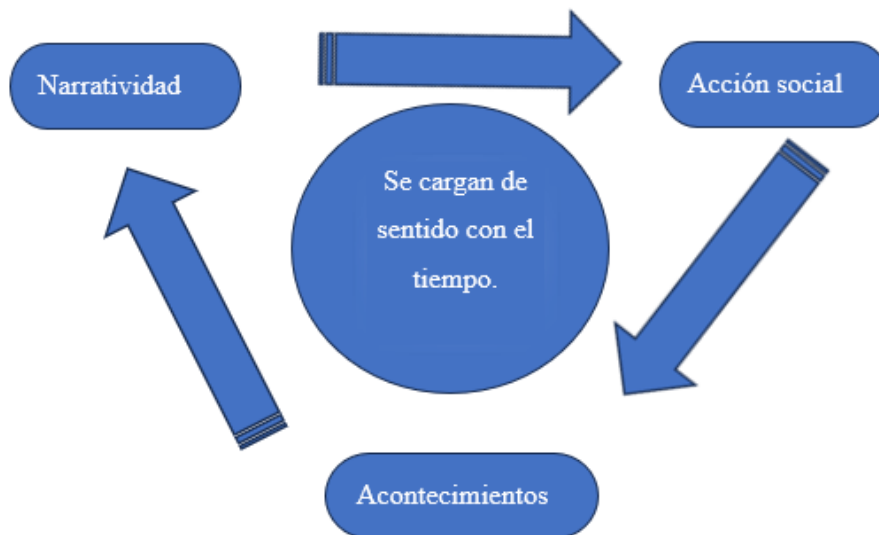 Narratividad
Acción social
Se cargan de
sentido con el
tiempo.
Acontecimientos